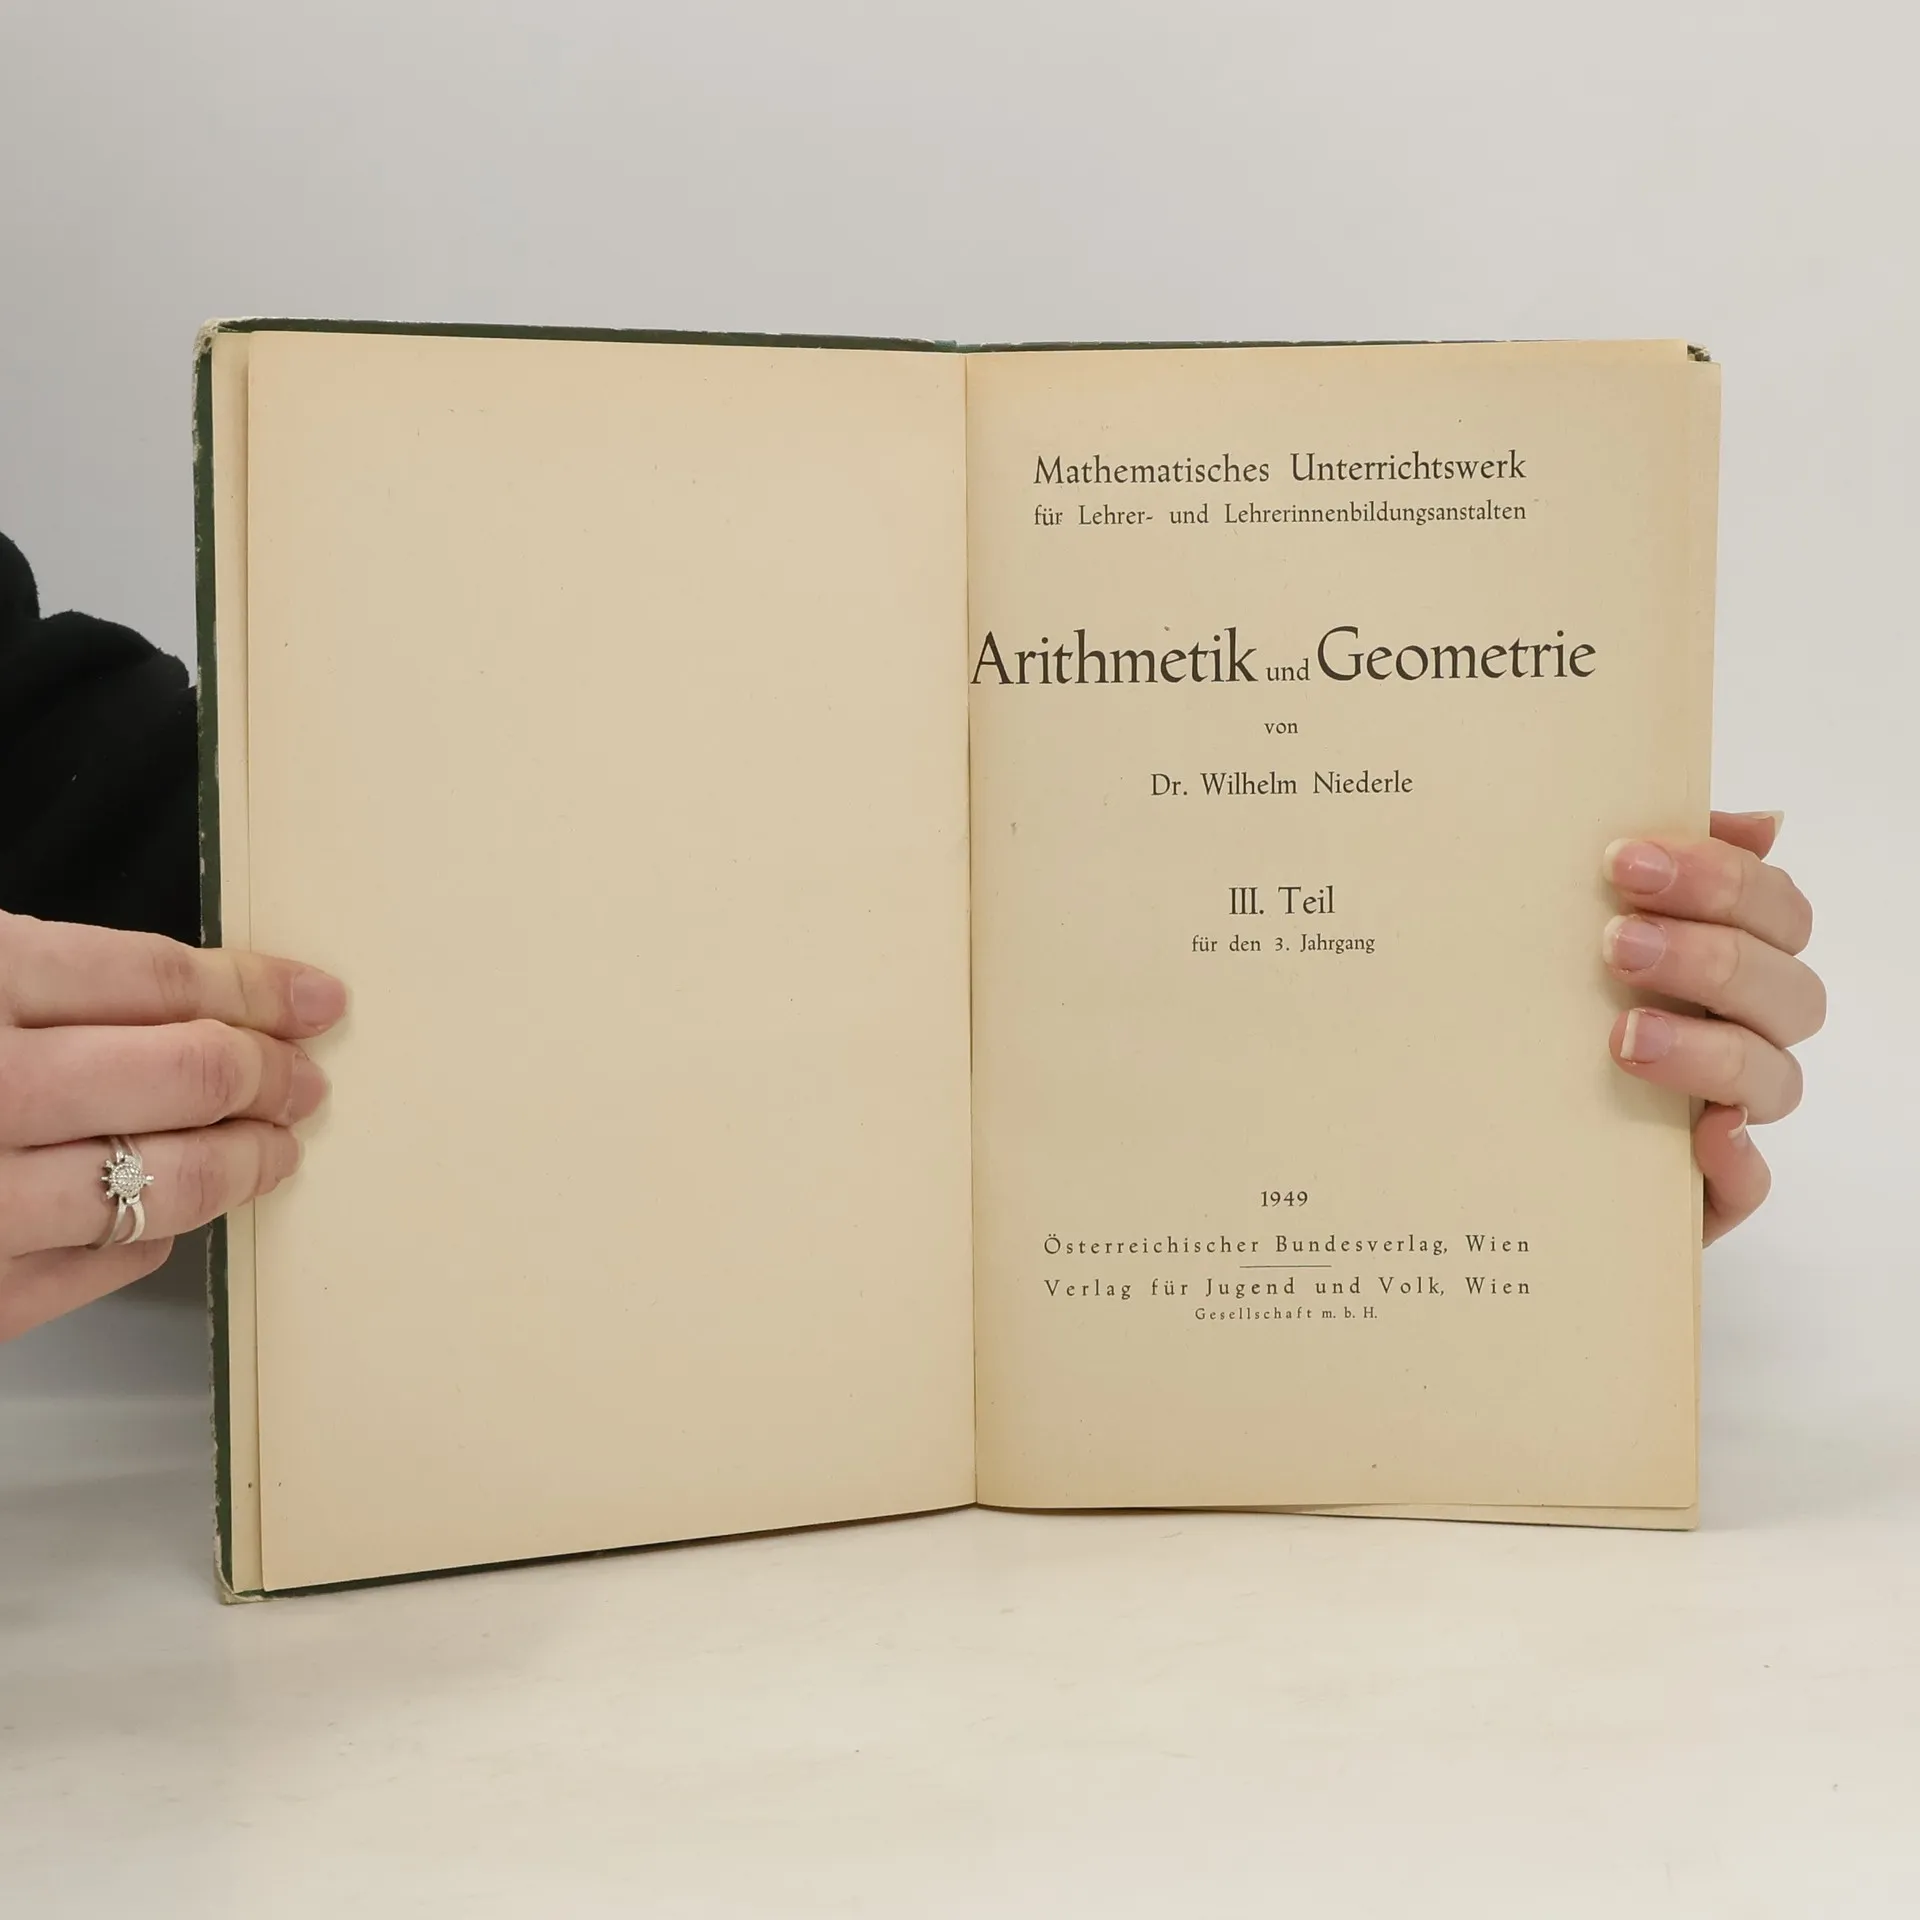 Mathematisches Unterrichtswerk
für Lehrer- und Lehrerinnenbildungsanstalten
Arithmetik und Geometrie
von
Dr. Wilhelm Niederle
III. Teil
für den 3. Jahrgang
1949
Österreichischer Bundesverlag, Wien
Verlag für Jugend und Volk, Wien
Gesellschaft m. b. H.